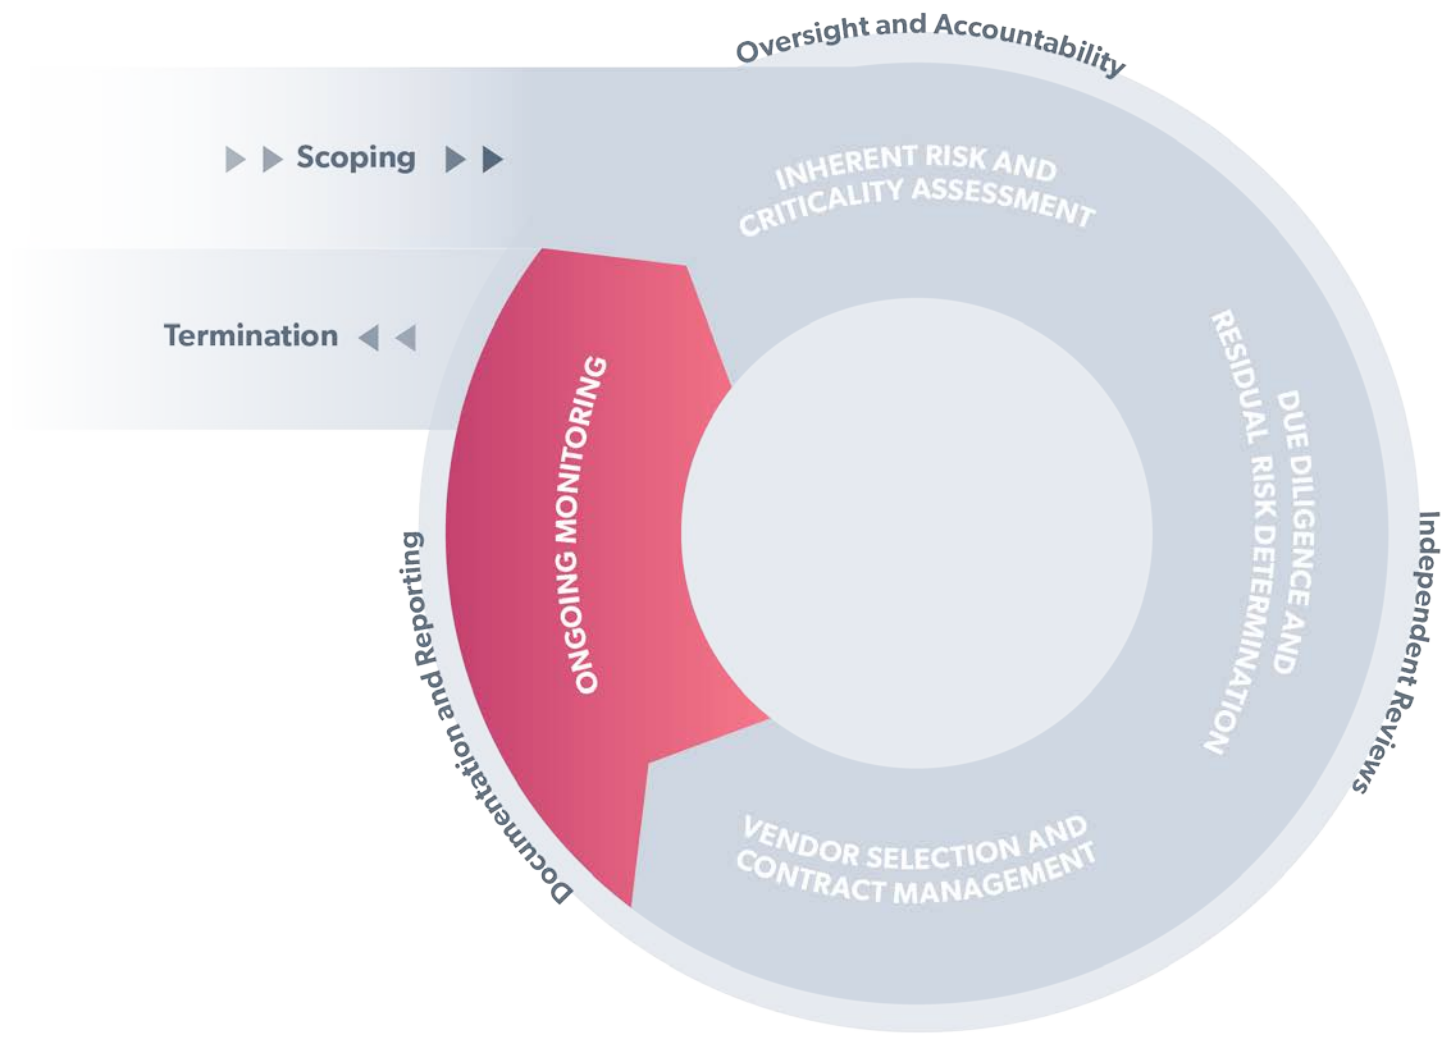 Oversight and Accountability
Scoping
INHERENT RISK AND
CRITICALITY ASSESSMENT
Termination
ONGOING MONITORING
DUE DILIGENCE AND
RESIDUAL RISK DETERMINATION
Independent Reviews
Documentation and Reporting
VENDOR SELECTION AND
CONTRACT MANAGEMENT